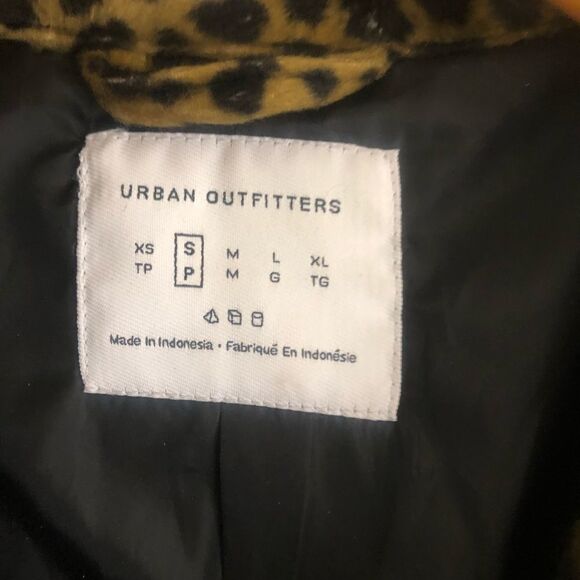 URBAN OUTFITTERS
XS S M L XL
TP P M G TG
Made In Indonesia • Fabriqué En Indonésie